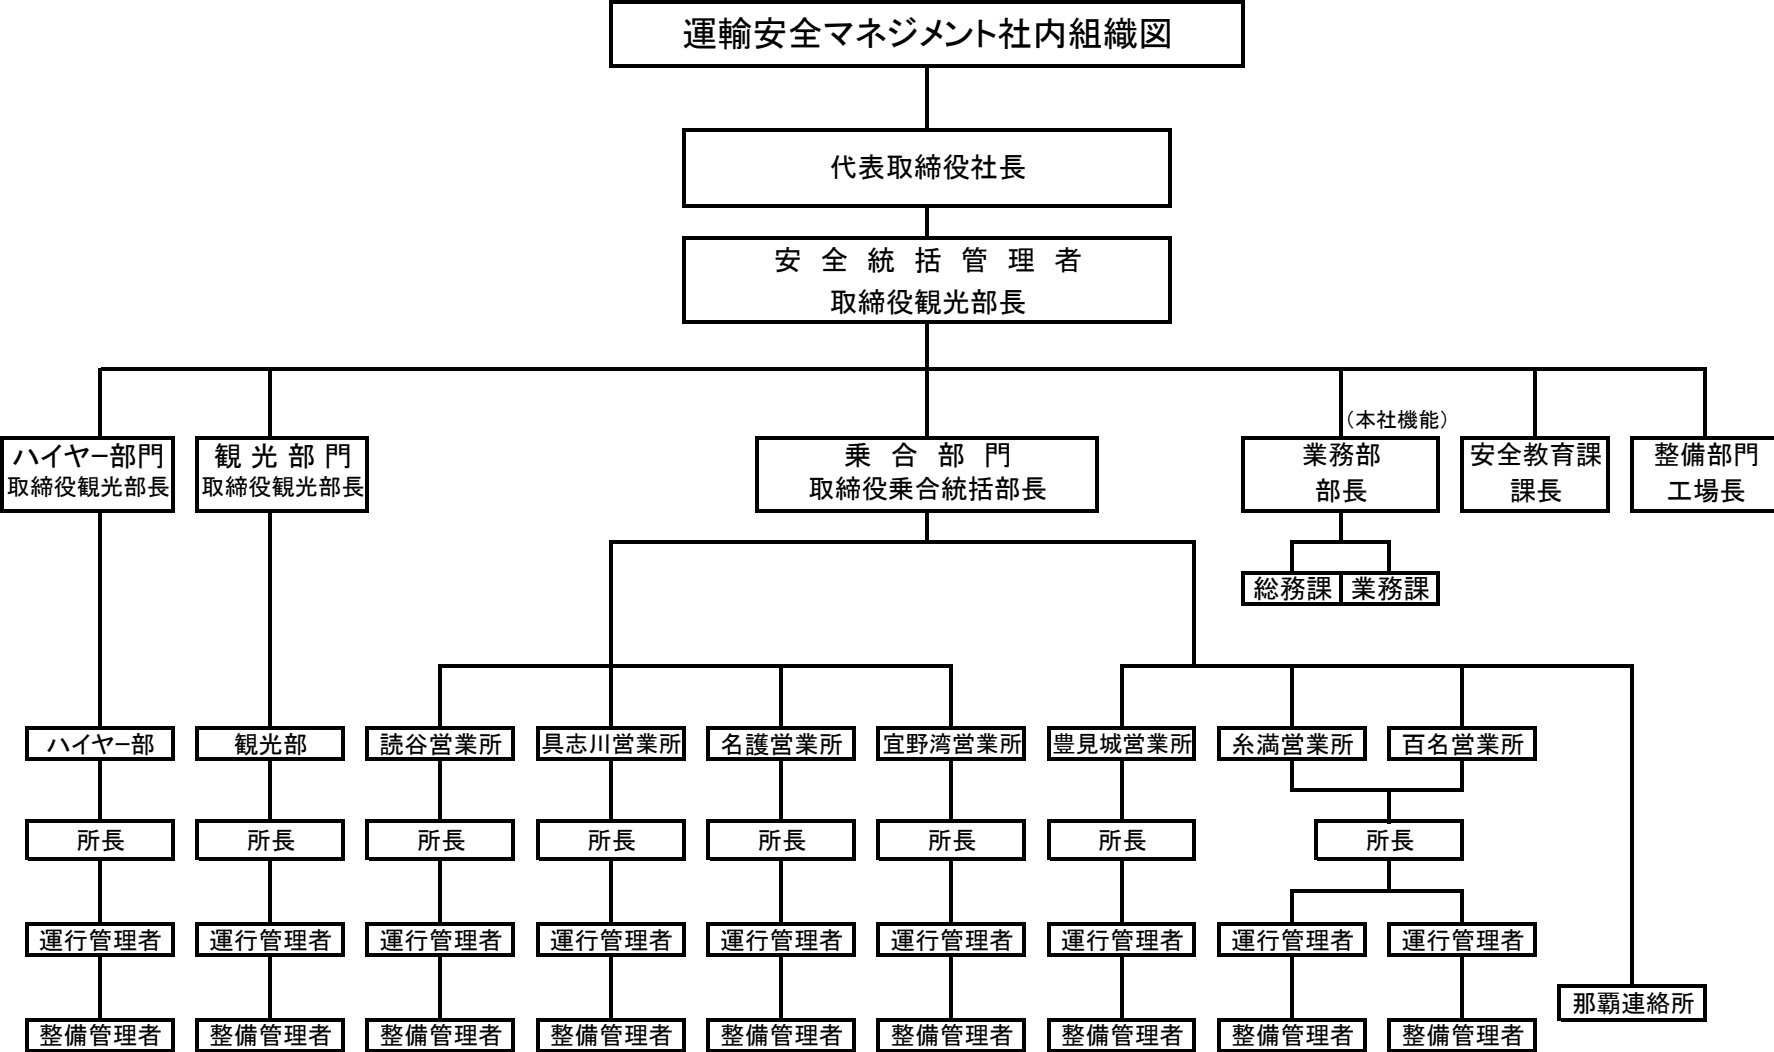 運輸安全マネジメント社内組織図
代表取締役社長
安全統括管理者
取締役観光部長
(本社機能)
ハイヤー部門
取締役観光部長
観光部門
取締役観光部長
乗合部門
取締役乗合統括部長
業務部
部長
安全教育課
課長
整備部門
工場長
総務課
業務課
ハイヤー部
観光部
読谷営業所
具志川営業所
名護営業所
宜野湾営業所
豊見城営業所
糸満営業所
百名営業所
所長
所長
所長
所長
所長
所長
所長
所長
運行管理者
運行管理者
運行管理者
運行管理者
運行管理者
運行管理者
運行管理者
運行管理者
運行管理者
那覇連絡所
整備管理者
整備管理者
整備管理者
整備管理者
整備管理者
整備管理者
整備管理者
整備管理者
整備管理者